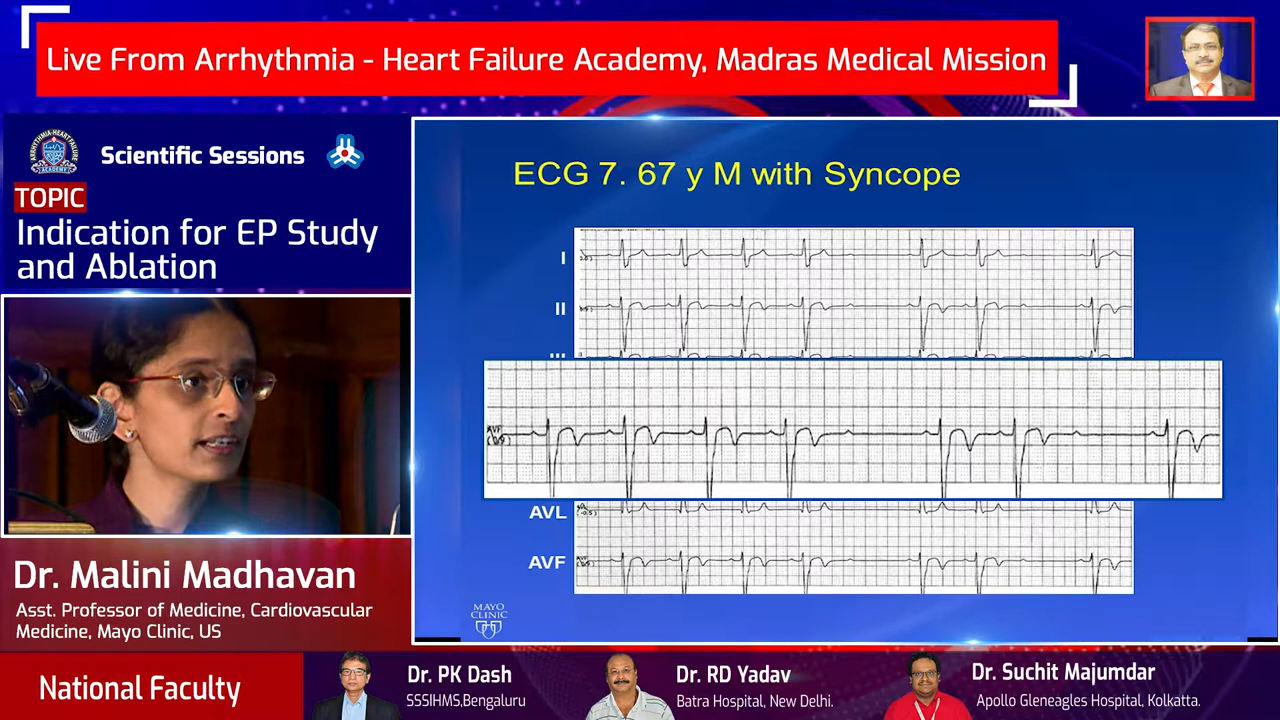 Live From Arrhythmia - Heart Failure Academy, Madras Medical Mission
Scientific Sessions
TOPIC
Indication for EP Study
and Ablation
ECG 7. 67 y M with Syncope
I
II
III
AVF
AVL
AVF
MAYO
CLINIC
Dr. Malini Madhavan
Asst. Professor of Medicine, Cardiovascular
Medicine, Mayo Clinic, US
National Faculty
Dr. PK Dash
SSSIHMS,Bengaluru
Dr. RD Yadav
Batra Hospital, New Delhi.
Dr. Suchit Majumdar
Apollo Gleneagles Hospital, Kolkatta.